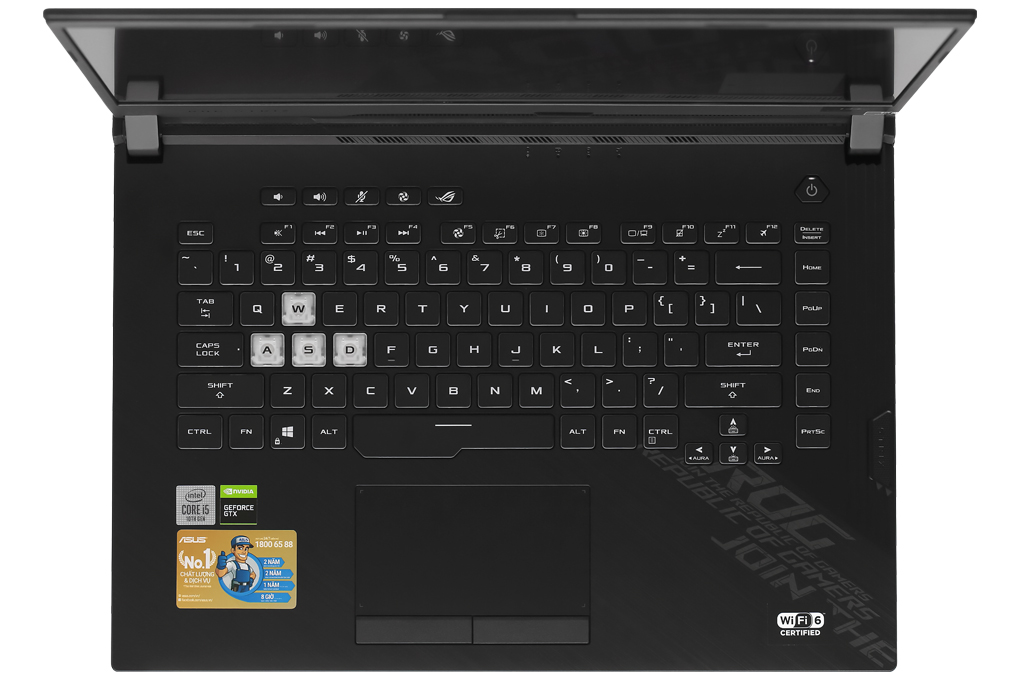 ESC F1 F2 F3 F4 F5 F6 F7 F8 F9 F10 F11 F12 DELETE INSERT
~ ` ! 1 @ 2 # 3 $ 4 % 5 ^ 6 & 7 * 8 ( 9 ) 0 _ - + = HOME
TAB Q W E R T Y U I O P { [ } ] | \ PGUP
CAPS LOCK A S D F G H J K L : ; " ' ENTER PGDN
SHIFT Z X C V B N M < , > . ? / SHIFT END
CTRL FN ALT ALT FN CTRL PRTSC
AURA AURA
intel
CORE i5
10TH GEN
NVIDIA
GEFORCE
GTX
ASUS
1800 65 88
No.1
CHẤT LƯỢNG
& DỊCH VỤ
2 NĂM
2 NĂM
1 NĂM
8 GIỜ
ROG
THE REPUBLIC OF GAMERS
REPUBLIC OF GAMERS
JOIN THE
Wi Fi 6
CERTIFIED